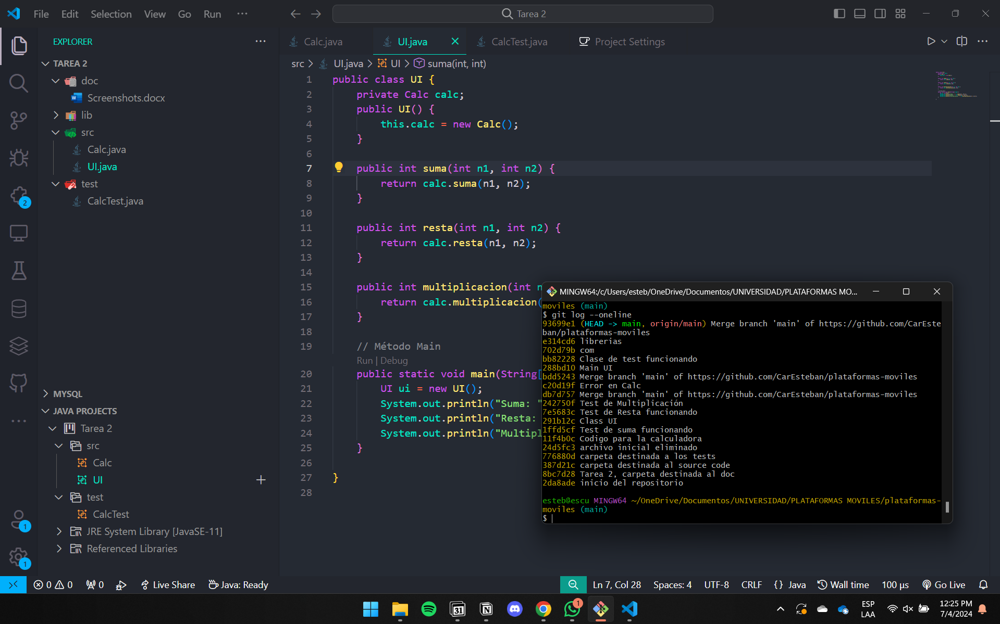 File Edit Selection View Go Run ···
Tarea 2
EXPLORER
TAREA 2
doc
Screenshots.docx
lib
src
Calc.java
UI.java
test
CalcTest.java
MYSQL
JAVA PROJECTS
Tarea 2
src
Calc
UI
test
CalcTest
JRE System Library [JavaSE-11]
Referenced Libraries
2
1
1
Calc.java UI.java CalcTest.java Project Settings
src > UI.java > UI > suma(int, int)
1 public class UI {
2 private Calc calc;
3 public UI() {
4 this.calc = new Calc();
5 }
6
7 public int suma(int n1, int n2) {
8 return calc.suma(n1, n2);
9 }
10
11 public int resta(int n1, int n2) {
12 return calc.resta(n1, n2);
13 }
14
15 public int multiplicacion(int
16 return calc.multiplicacion(
17 }
18
19 // Método Main
Run | Debug
20 public static void main(String[
21 UI ui = new UI();
22 System.out.println("Suma: "
23 System.out.println("Resta:
24 System.out.println("Multipl
25 }
26
27 }
28
MINGW64:/c/Users/esteb/OneDrive/Documentos/UNIVERSIDAD/PLATAFORMAS MO...
moviles (main)
$ git log --oneline
93699e1 (HEAD -> main, origin/main) Merge branch 'main' of https://github.com/CarEste
ban/plataformas-moviles
e314cd6 librerias
702d79b com
bb82228 Clase de test funcionando
288bd10 Main UI
bdd5243 Merge branch 'main' of https://github.com/CarEsteban/plataformas-moviles
c20d19f Error en Calc
db7d757 Merge branch 'main' of https://github.com/CarEsteban/plataformas-moviles
242750f Test de Multiplicación
7e5683c Test de Resta funcionando
291b12c Class UI
1ffd5cf Test de suma funcionando
11f4b0c Codigo para la calculadora
24d5fc3 archivo inicial eliminado
776880d carpeta destinada a los tests
387d21c carpeta destinada al source code
8bc7d28 Tarea 2, carpeta destinada al doc
2da8ade inicio del repositorio
esteb@escu MINGW64 ~/OneDrive/Documentos/UNIVERSIDAD/PLATAFORMAS MOVILES/plataformas-
moviles (main)
$
0 0 0 Live Share Java: Ready Ln 7, Col 28 Spaces: 4 UTF-8 CRLF {} Java Wall time 100 µs Go Live
31 1
ESP
LAA
12:25 PM
7/4/2024